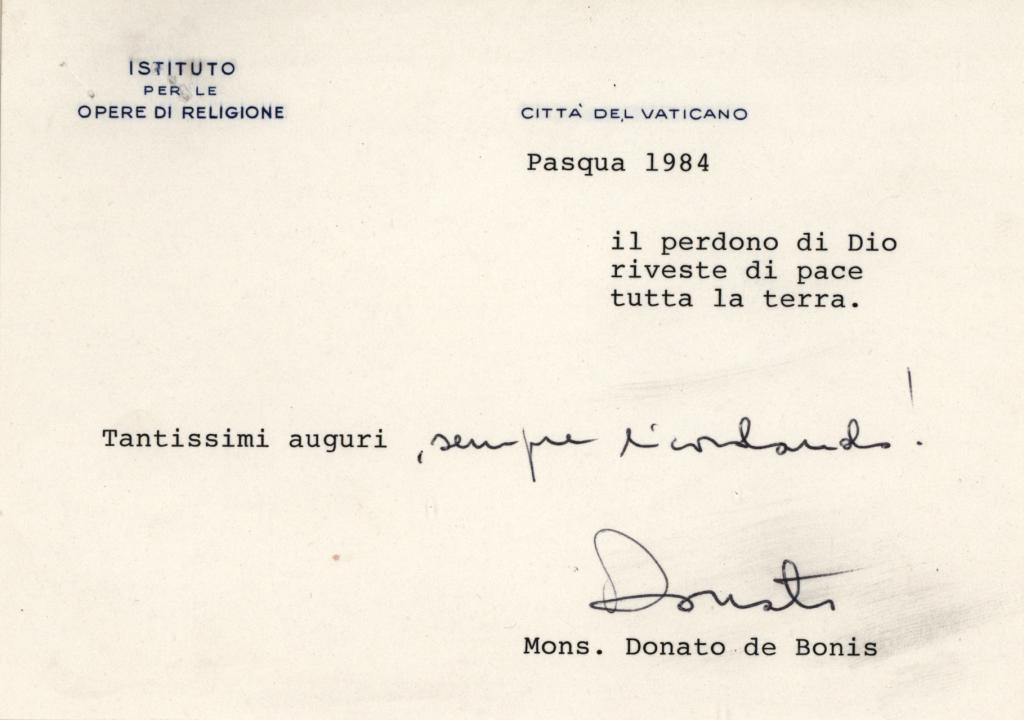 ISTITUTO
PER LE
OPERE DI RELIGIONE
CITTÀ DEL VATICANO
Pasqua 1984
il perdono di Dio
riveste di pace
tutta la terra.
Tantissimi auguri , sempre ricordando!
Donato
Mons. Donato de Bonis